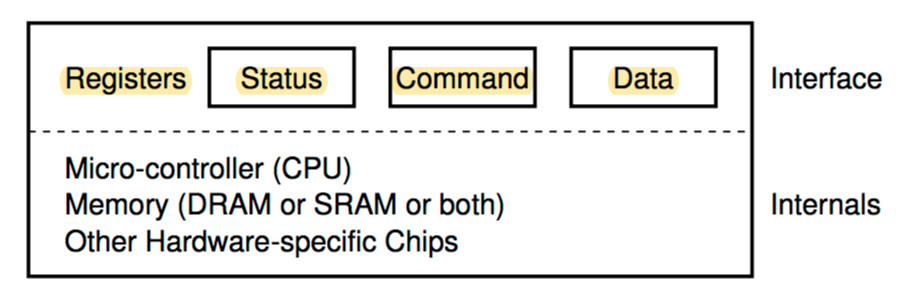 Registers Status Command Data Interface
Micro-controller (CPU)
Memory (DRAM or SRAM or both) Internals
Other Hardware-specific Chips